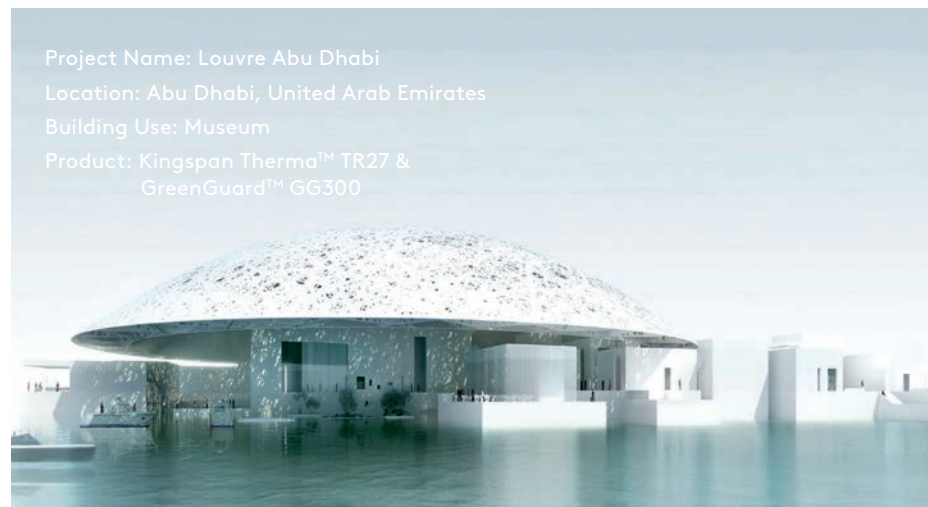 Project Name: Louvre Abu Dhabi
Location: Abu Dhabi, United Arab Emirates
Building Use: Museum
Product: Kingspan Therma™ TR27 &
GreenGuard™ GG300